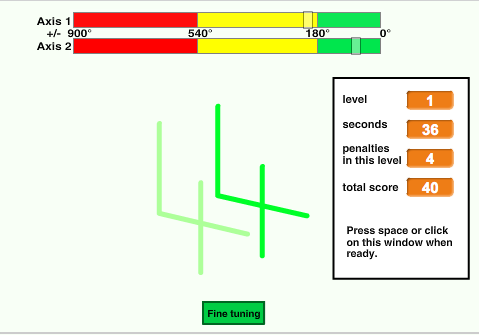 Axis 1
+/- 900° 540° 180° 0°
Axis 2
level 1
seconds 36
penalties
in this level 4
total score 40
Press space or click
on this window when
ready.
Fine tuning